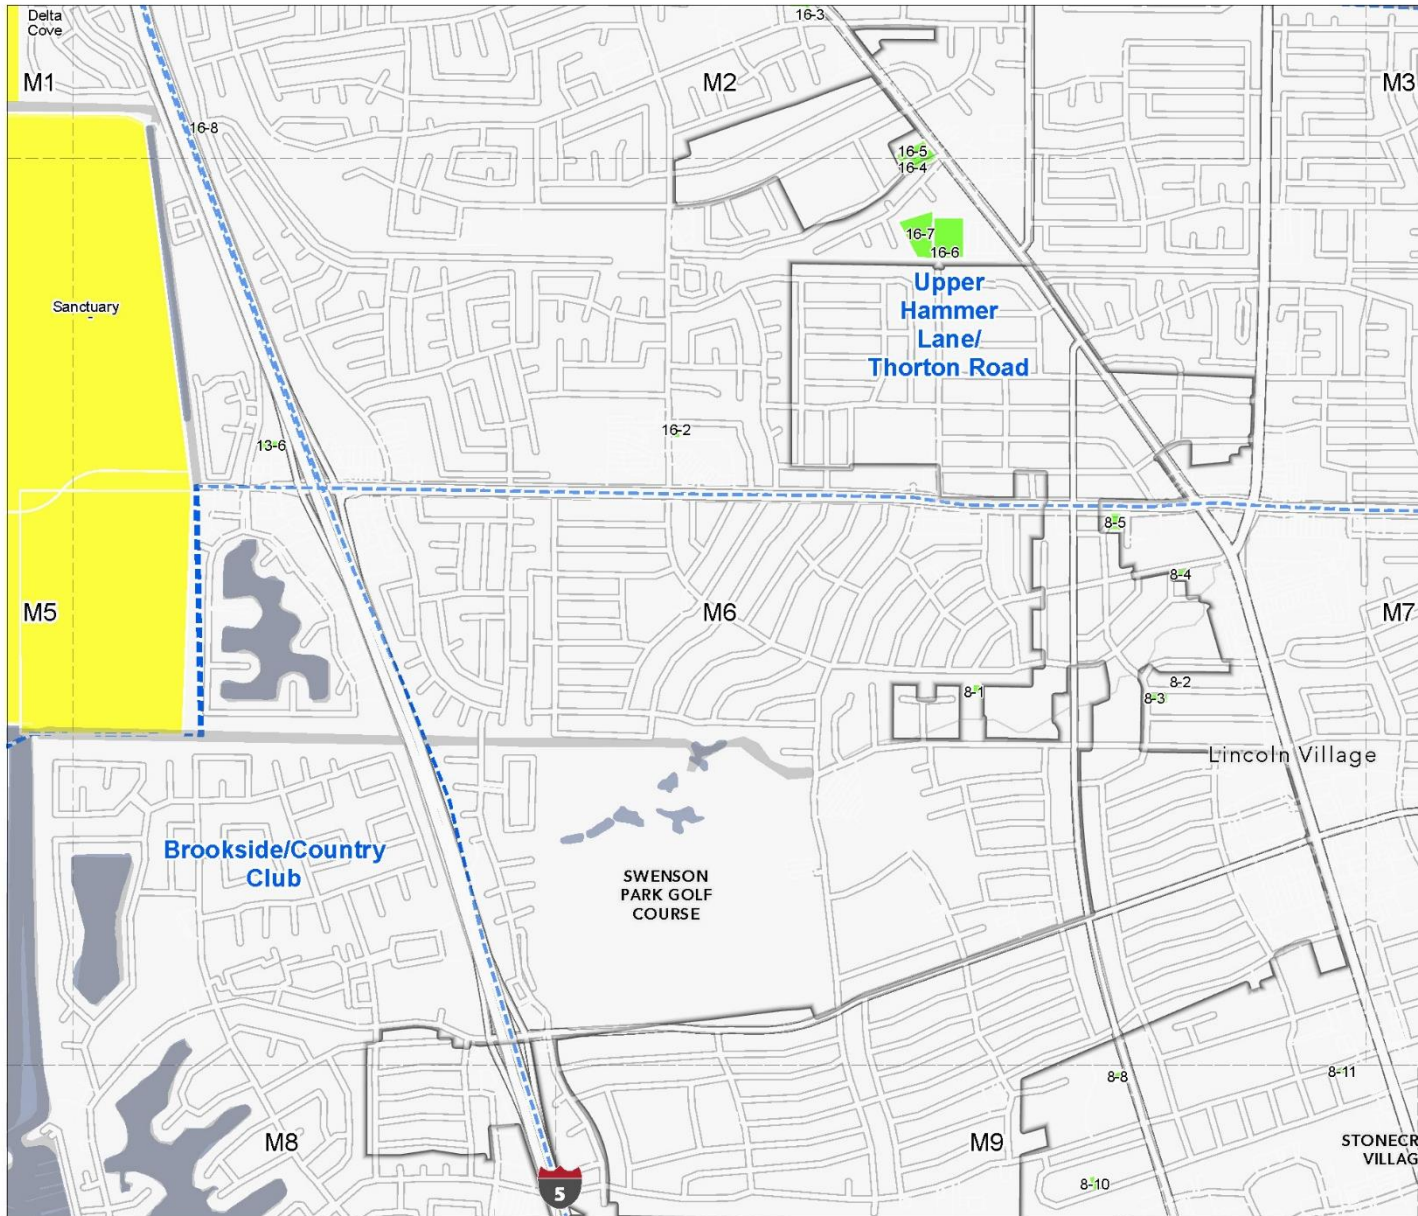 Delta
Cove
16-3
M1
M2
M3
16-8
16-5
16-4
16-7
16-6
Upper
Hammer
Lane/
Thorton Road
Sanctuary
13-6
16-2
8-5
8-4
M5
M6
M7
8-2
8-1
8-3
Lincoln Village
Brookside/Country
Club
SWENSON
PARK GOLF
COURSE
8-8
8-11
M8
M9
STONECR
VILLAG
5
8-10